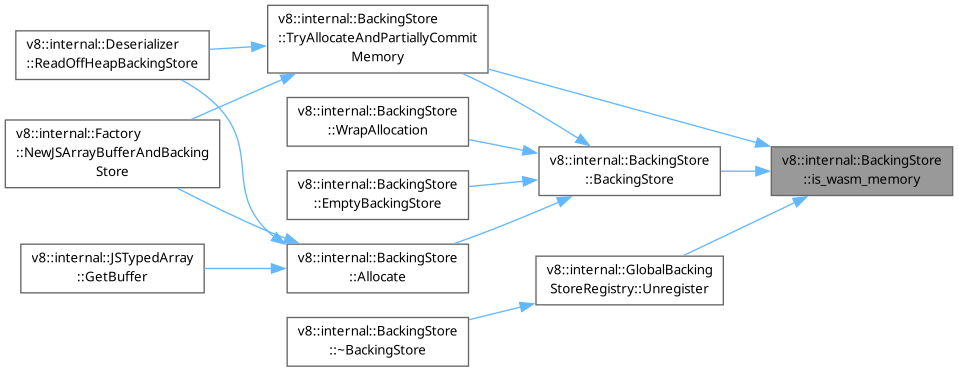 v8::internal::Deserializer
::ReadOffHeapBackingStore
v8::internal::Factory
::NewJSArrayBufferAndBacking
Store
v8::internal::JSTypedArray
::GetBuffer
v8::internal::BackingStore
::TryAllocateAndPartiallyCommit
Memory
v8::internal::BackingStore
::WrapAllocation
v8::internal::BackingStore
::EmptyBackingStore
v8::internal::BackingStore
::Allocate
v8::internal::BackingStore
::~BackingStore
v8::internal::BackingStore
::BackingStore
v8::internal::GlobalBacking
StoreRegistry::Unregister
v8::internal::BackingStore
::is_wasm_memory